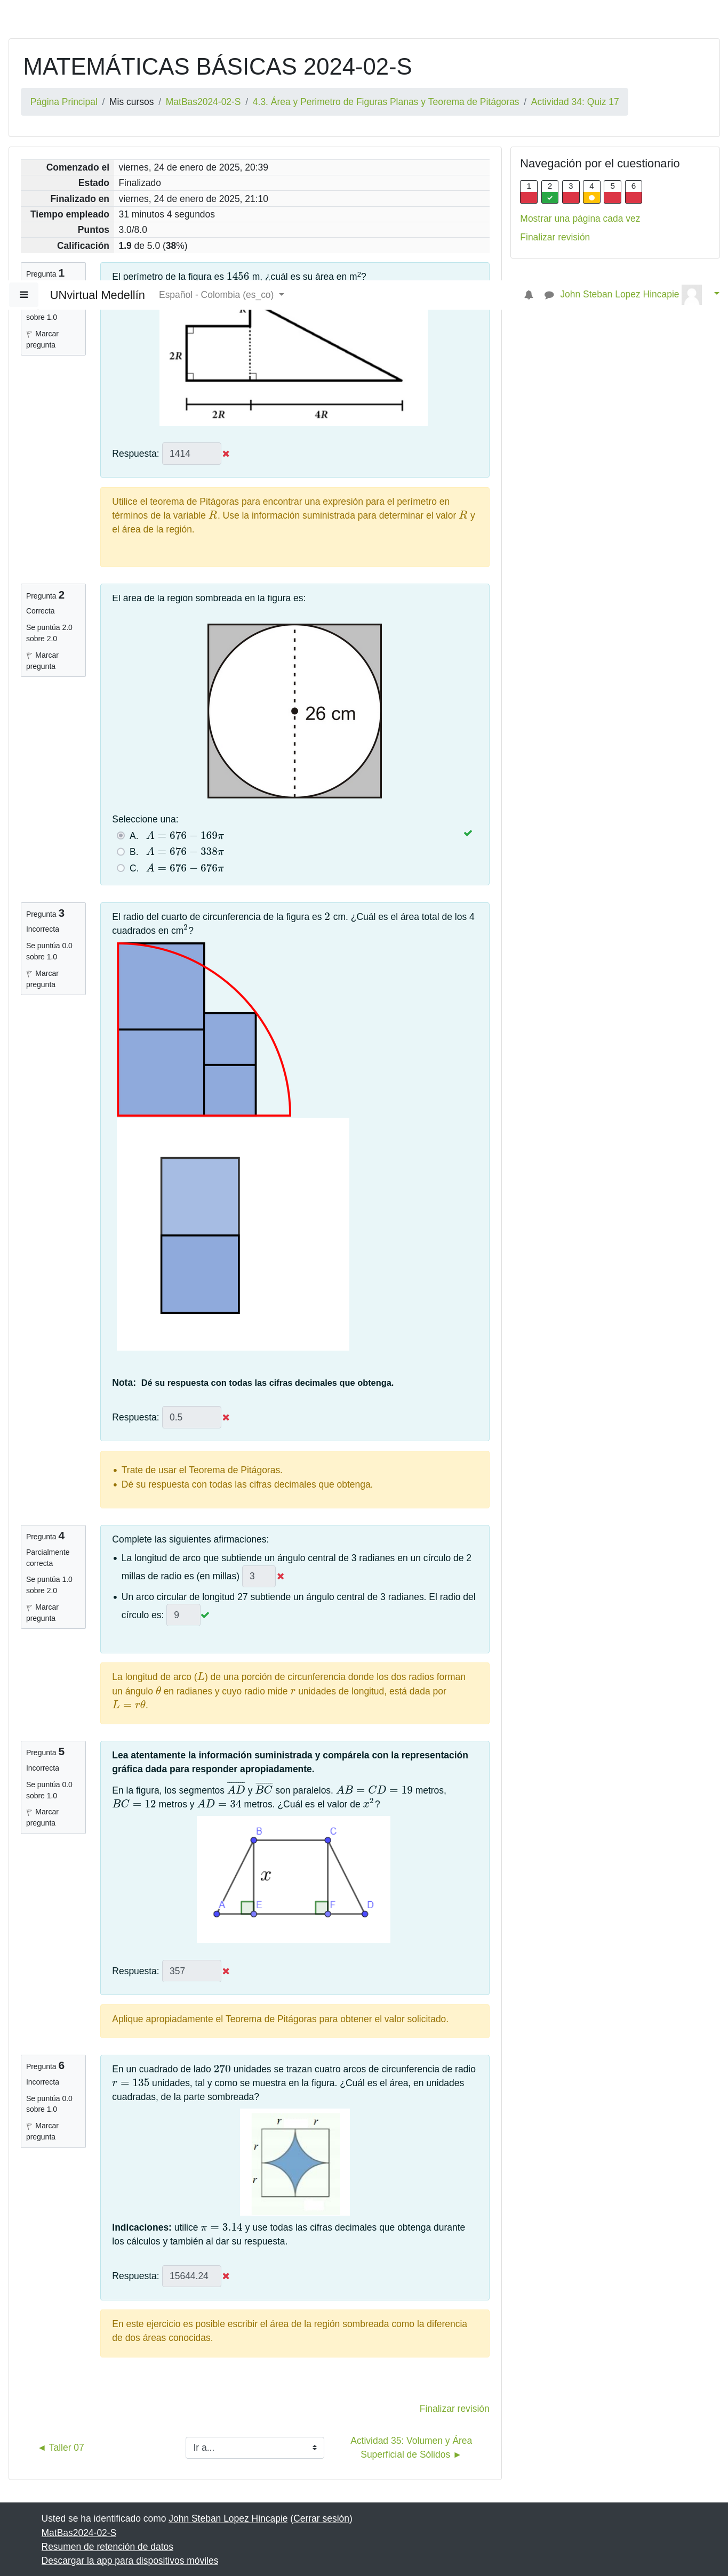 MATEMÁTICAS BÁSICAS 2024-02-S
Página Principal / Mis cursos / MatBas2024-02-S / 4.3. Área y Perimetro de Figuras Planas y Teorema de Pitágoras / Actividad 34: Quiz 17
Comenzado el viernes, 24 de enero de 2025, 20:39
Estado Finalizado
Finalizado en viernes, 24 de enero de 2025, 21:10
Tiempo empleado 31 minutos 4 segundos
Puntos 3.0/8.0
Calificación 1.9 de 5.0 (38%)
Navegación por el cuestionario
1 2 3 4 5 6
Mostrar una página cada vez
Finalizar revisión
Pregunta 1
El perímetro de la figura es 1456 m, ¿cuál es su área en m²?
UNvirtual Medellín Español - Colombia ‎(es_co)‎
John Steban Lopez Hincapie
sobre 1.0
Marcar
pregunta
R
2R
2R 4R
Respuesta: 1414
Utilice el teorema de Pitágoras para encontrar una expresión para el perímetro en
términos de la variable R. Use la información suministrada para determinar el valor R y
el área de la región.
Pregunta 2
Correcta
Se puntúa 2.0
sobre 2.0
Marcar
pregunta
El área de la región sombreada en la figura es:
26 cm
Seleccione una:
A. A = 676 − 169π
B. A = 676 − 338π
C. A = 676 − 676π
Pregunta 3
Incorrecta
Se puntúa 0.0
sobre 1.0
Marcar
pregunta
El radio del cuarto de circunferencia de la figura es 2 cm. ¿Cuál es el área total de los 4
cuadrados en cm²?
Nota: Dé su respuesta con todas las cifras decimales que obtenga.
Respuesta: 0.5
Trate de usar el Teorema de Pitágoras.
Dé su respuesta con todas las cifras decimales que obtenga.
Pregunta 4
Parcialmente
correcta
Se puntúa 1.0
sobre 2.0
Marcar
pregunta
Complete las siguientes afirmaciones:
La longitud de arco que subtiende un ángulo central de 3 radianes en un círculo de 2
millas de radio es (en millas) 3
Un arco circular de longitud 27 subtiende un ángulo central de 3 radianes. El radio del
círculo es: 9
La longitud de arco (L) de una porción de circunferencia donde los dos radios forman
un ángulo θ en radianes y cuyo radio mide r unidades de longitud, está dada por
L = rθ.
Pregunta 5
Incorrecta
Se puntúa 0.0
sobre 1.0
Marcar
pregunta
Lea atentamente la información suministrada y compárela con la representación
gráfica dada para responder apropiadamente.
En la figura, los segmentos AD y BC son paralelos. AB = CD = 19 metros,
BC = 12 metros y AD = 34 metros. ¿Cuál es el valor de x²?
B C
x
A E F D
Respuesta: 357
Aplique apropiadamente el Teorema de Pitágoras para obtener el valor solicitado.
Pregunta 6
Incorrecta
Se puntúa 0.0
sobre 1.0
Marcar
pregunta
En un cuadrado de lado 270 unidades se trazan cuatro arcos de circunferencia de radio
r = 135 unidades, tal y como se muestra en la figura. ¿Cuál es el área, en unidades
cuadradas, de la parte sombreada?
r r
r
r
Indicaciones: utilice π = 3.14 y use todas las cifras decimales que obtenga durante
los cálculos y también al dar su respuesta.
Respuesta: 15644.24
En este ejercicio es posible escribir el área de la región sombreada como la diferencia
de dos áreas conocidas.
Finalizar revisión
◄ Taller 07
Ir a...
Actividad 35: Volumen y Área
Superficial de Sólidos ►
Usted se ha identificado como John Steban Lopez Hincapie (Cerrar sesión)
MatBas2024-02-S
Resumen de retención de datos
Descargar la app para dispositivos móviles